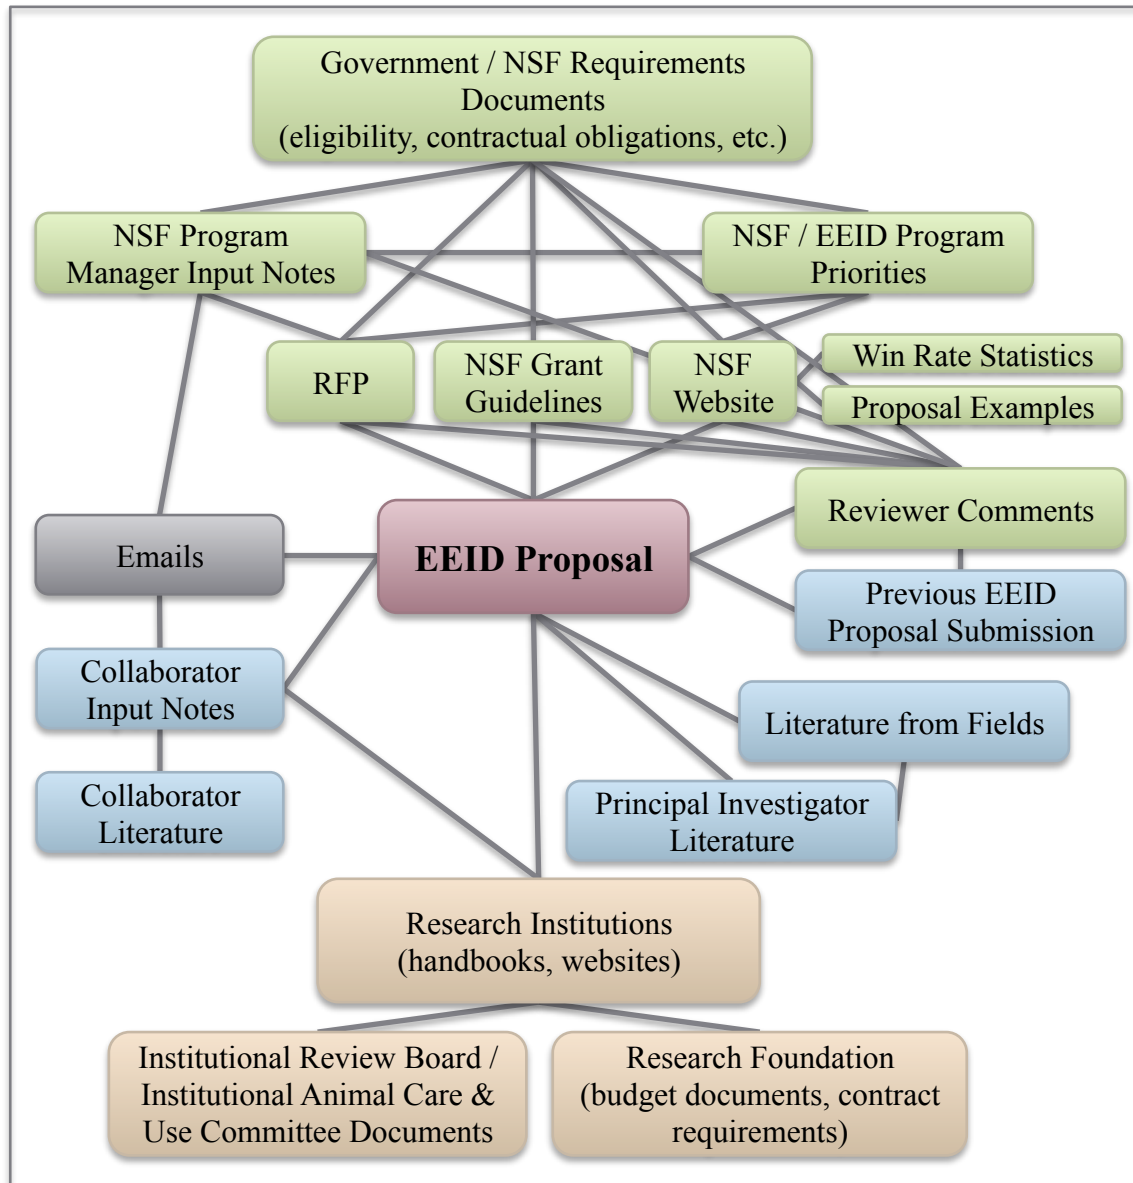 Government / NSF Requirements
Documents
(eligibility, contractual obligations, etc.)
NSF Program
Manager Input Notes
NSF / EEID Program
Priorities
RFP
NSF Grant
Guidelines
NSF
Website
Win Rate Statistics
Proposal Examples
Reviewer Comments
Emails
EEID Proposal
Previous EEID
Proposal Submission
Collaborator
Input Notes
Literature from Fields
Collaborator
Literature
Principal Investigator
Literature
Research Institutions
(handbooks, websites)
Institutional Review Board /
Institutional Animal Care &
Use Committee Documents
Research Foundation
(budget documents, contract
requirements)